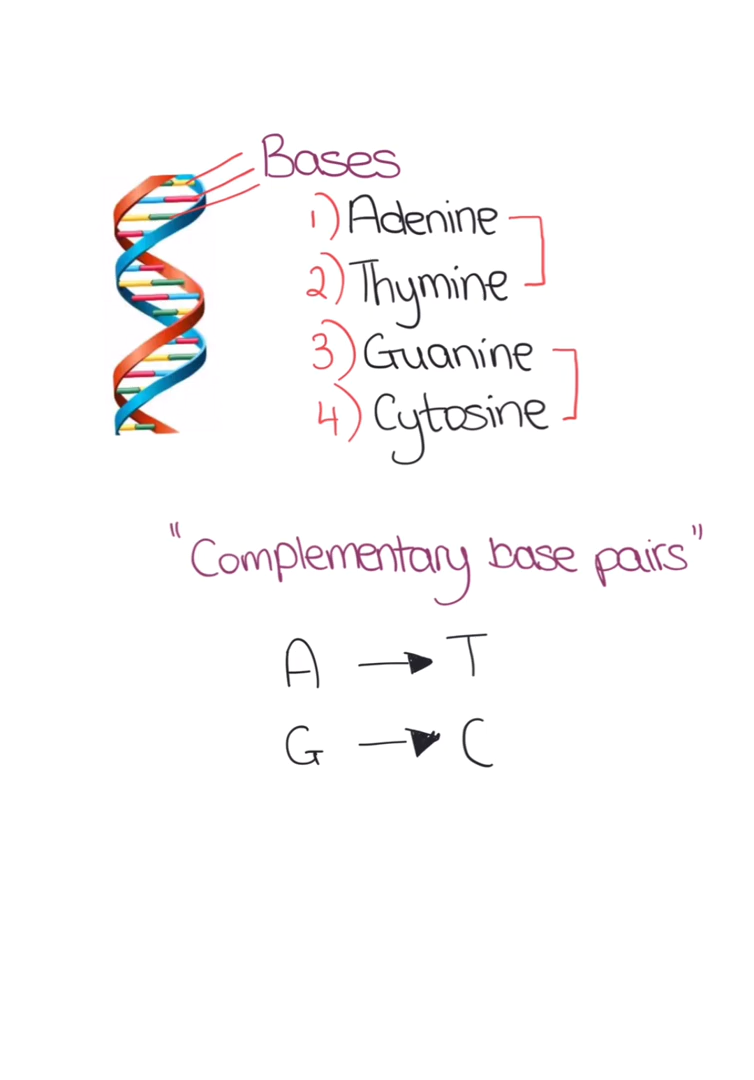 Bases
1) Adenine
2) Thymine
3) Guanine
4) Cytosine
"Complementary base pairs"
A → T
G → C